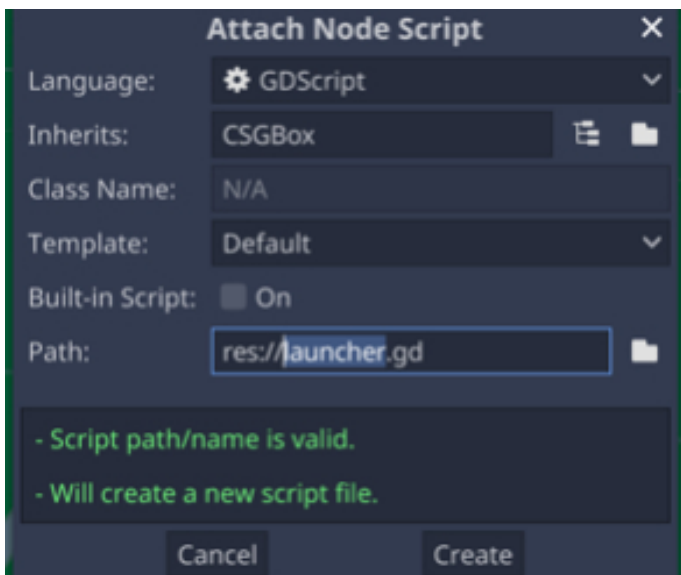 Attach Node Script
Language: GDScript
Inherits: CSGBox
Class Name: N/A
Template: Default
Built-in Script: On
Path: res://launcher.gd
- Script path/name is valid.
- Will create a new script file.
Cancel Create